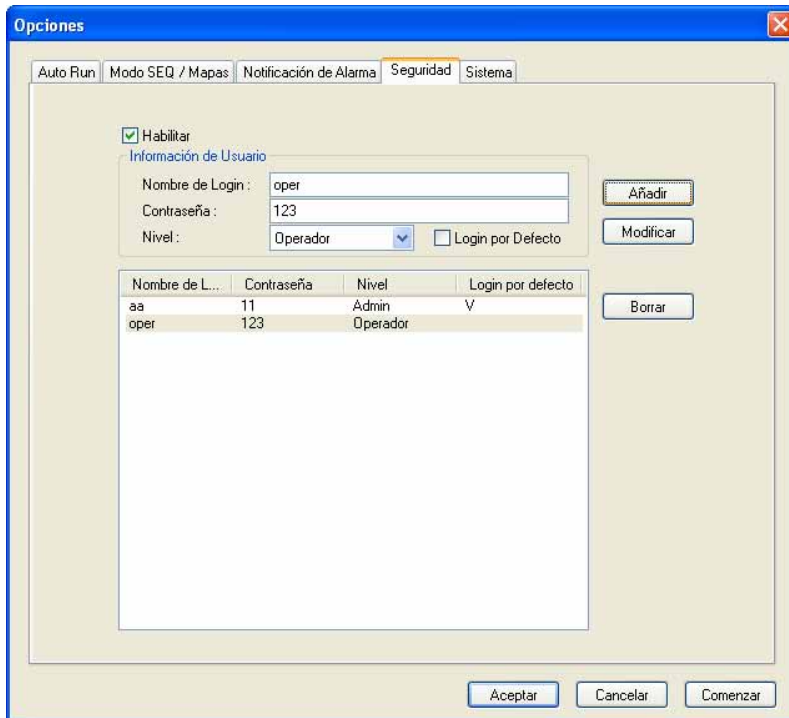 Opciones
Auto Run Modo SEQ / Mapas Notificación de Alarma Seguridad Sistema
Habilitar
Información de Usuario
Nombre de Login : oper
Contraseña : 123
Nivel : Operador Login por Defecto
Añadir
Modificar
Nombre de L... Contraseña Nivel Login por defecto
aa 11 Admin V
oper 123 Operador
Borrar
Aceptar Cancelar Comenzar